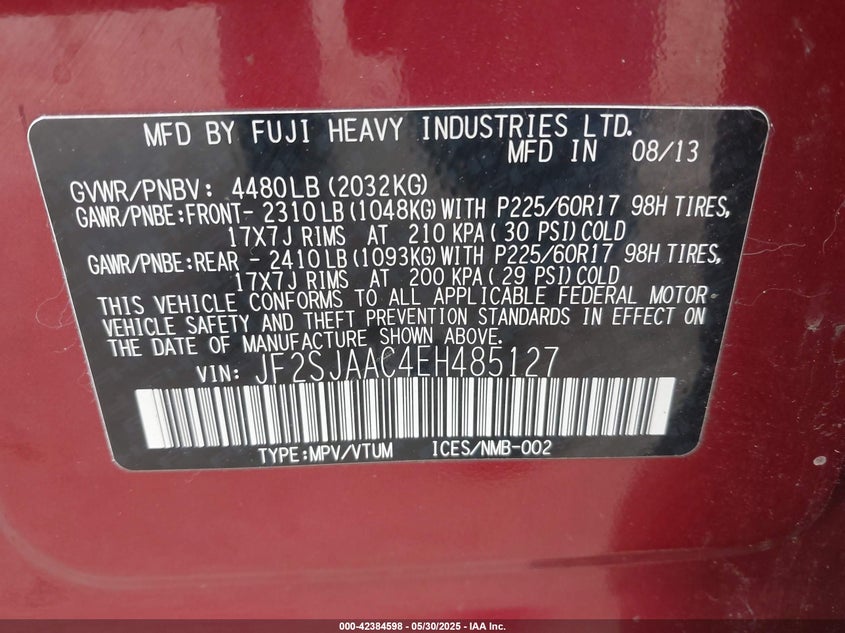 MFD BY FUJI HEAVY INDUSTRIES LTD.
MFD IN 08/13
GVWR/PNBV: 4480LB (2032KG)
GAWR/PNBE:FRONT- 2310LB (1048KG) WITH P225/60R17 98H TIRES,
17X7J RIMS AT 210 KPA( 30 PSI) COLD
GAWR/PNBE:REAR - 2410LB (1093KG) WITH P225/60R17 98H TIRES,
17X7J RIMS AT 200 KPA( 29 PSI) COLD
THIS VEHICLE CONFORMS TO ALL APPLICABLE FEDERAL MOTOR-
VEHICLE SAFETY AND THEFT PREVENTION STANDARDS IN EFFECT ON
THE DATE OF MANUFACTURE SHOWN ABOVE.
VIN: JF2SJAAC4EH485127
TYPE:MPV/VTUM ICES/NMB-002
000-42384598 - 05/30/2025 - IAA Inc.